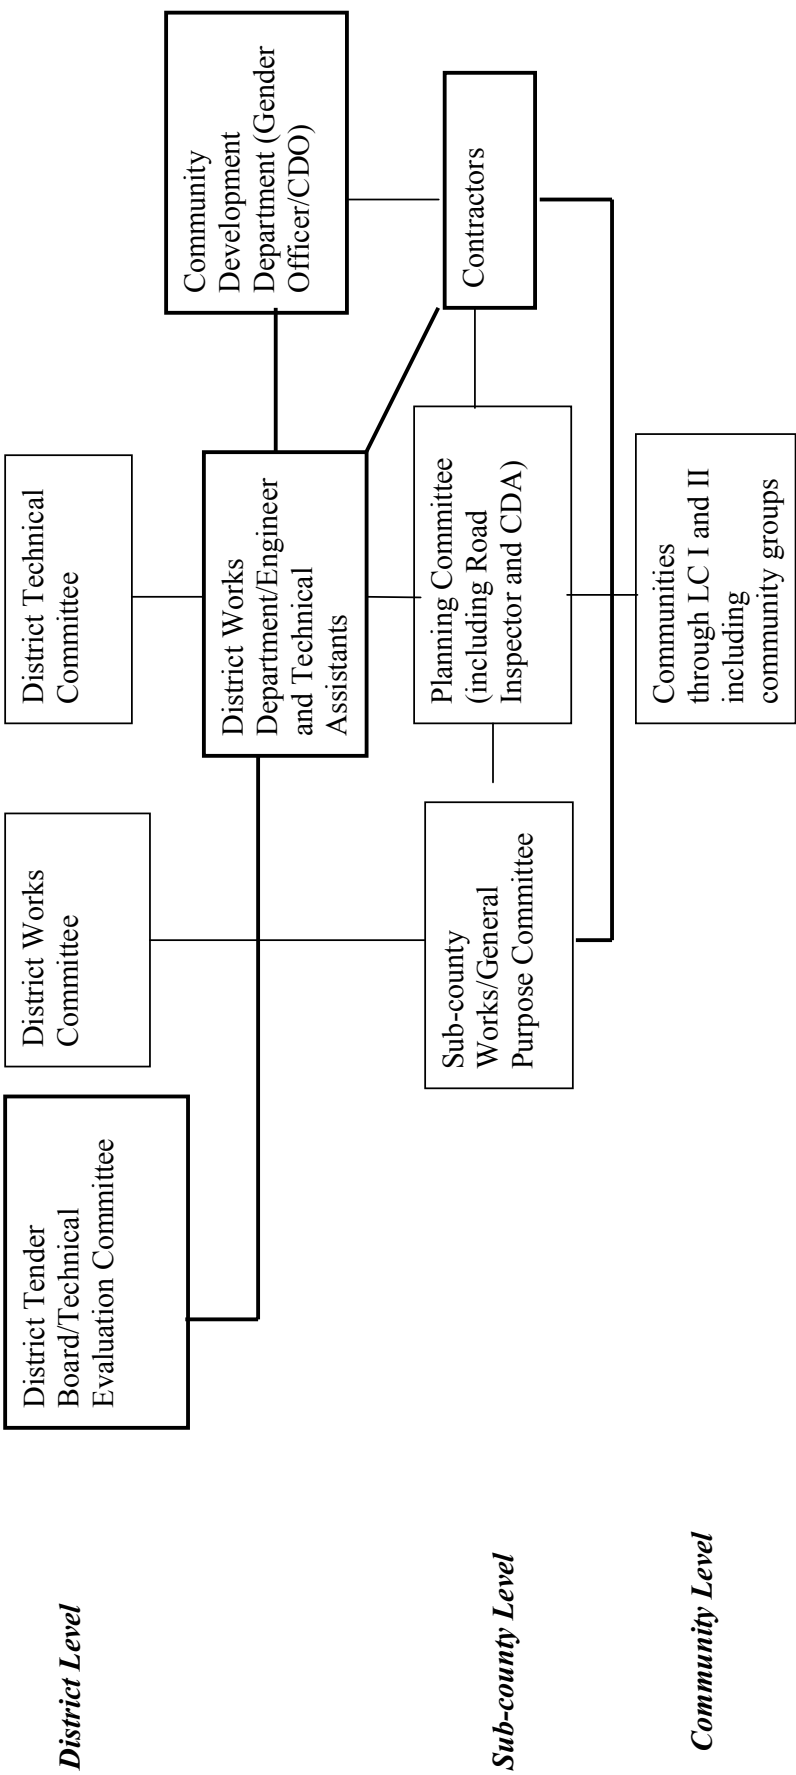 District Level
District Tender
Board/Technical
Evaluation Committee
District Works
Committee
District Technical
Committee
District Works
Department/Engineer
and Technical
Assistants
Community
Development
Department (Gender
Officer/CDO)
Sub-county Level
Sub-county
Works/General
Purpose Committee
Planning Committee
(including Road
Inspector and CDA)
Contractors
Community Level
Communities
through LC I and II
including
community groups